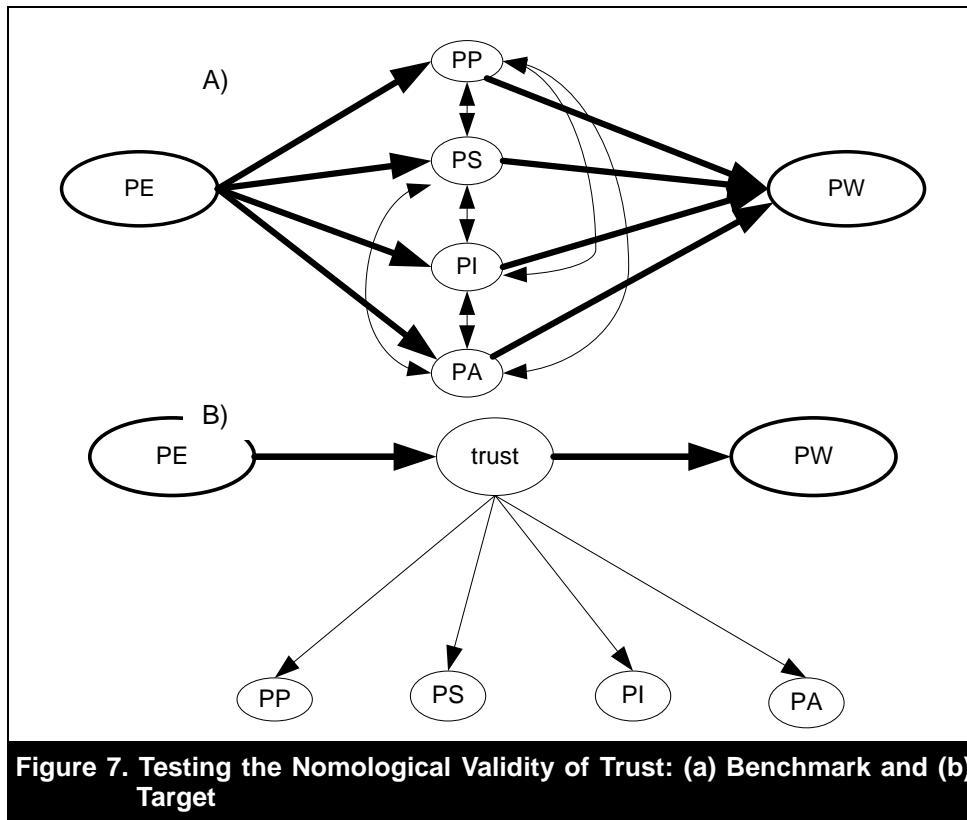 A)
PP
PS
PE
PW
PI
PA
B)
PE
trust
PW
PP
PS
PI
PA
Figure 7. Testing the Nomological Validity of Trust: (a) Benchmark and (b)
Target